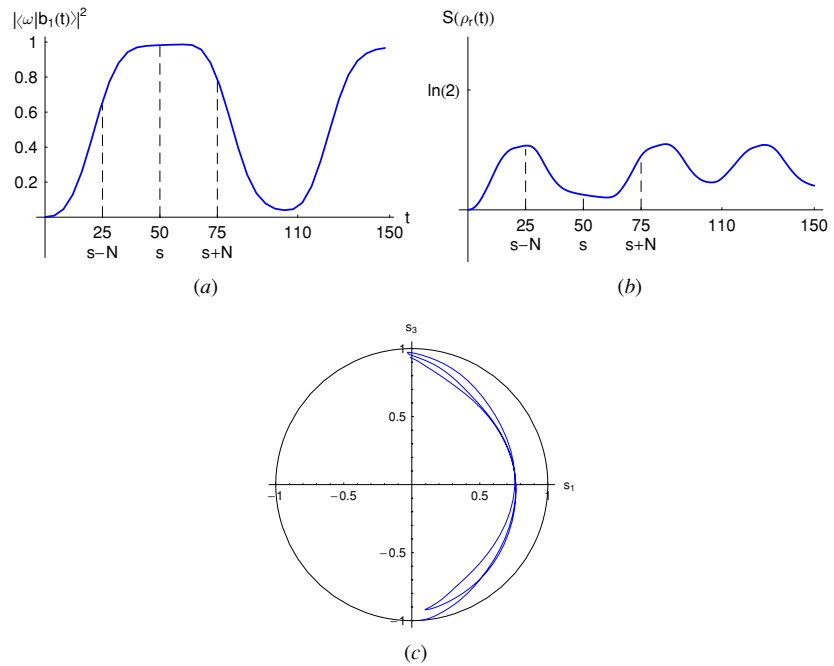 |⟨ω|b₁(t)⟩|²
1
0.8
0.6
0.4
0.2
25 50 75 110 150 t
s−N s s+N
(a)
S(ρᵣ(t))
ln(2)
25 50 75 110 150 t
s−N s s+N
(b)
s₃
1
0.5
−1 −0.5 0.5 1 s₁
−0.5
−1
(c)